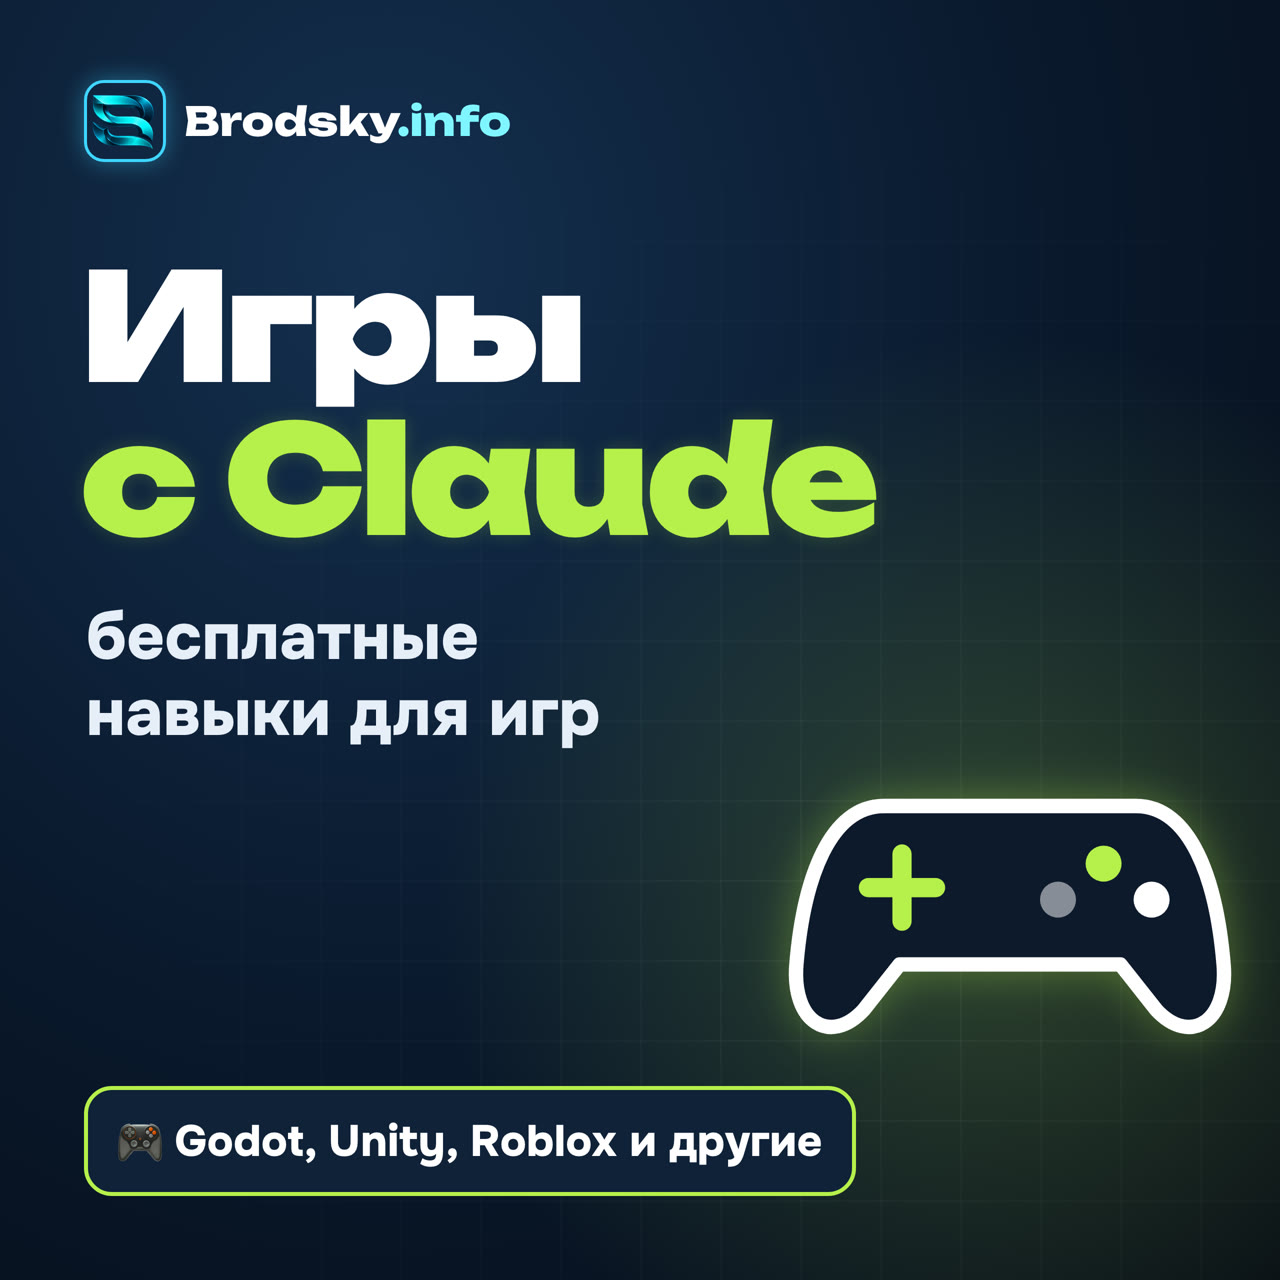 Brodsky.info
Игры
с Claude
бесплатные
навыки для игр
🎮 Godot, Unity, Roblox и другие